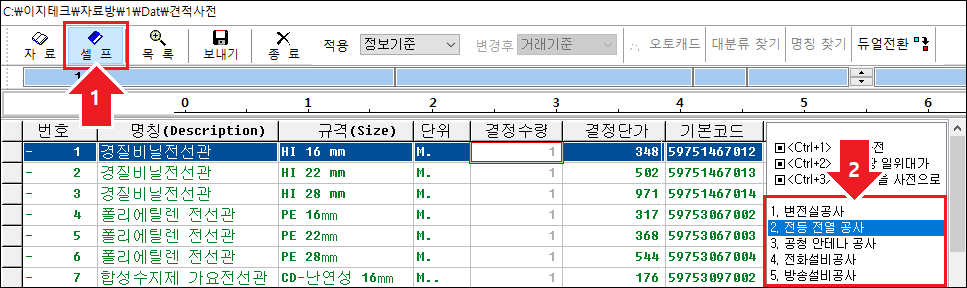 C:₩이지테크₩자료방₩1₩Dat₩견적사전
자 료 셀 프 목 록 보내기 종 료 적용 정보기준 변경후 거래기준 오토캐드 대분류 찾기 명칭 찾기 듀얼전환
1
1
0 1 2 3 4 5 6
번호 명칭(Description) 규격(Size) 단위 결정수량 결정단가 기본코드
- 1 경질비닐전선관 HI 16 mm M. 1 348 59751467012
- 2 경질비닐전선관 HI 22 mm M. 1 502 59751467013
- 3 경질비닐전선관 HI 28 mm M. 1 971 59751467014
- 4 폴리에틸렌 전선관 PE 16mm M. 1 317 59753067002
- 5 폴리에틸렌 전선관 PE 22mm M. 1 368 59753067003
- 6 폴리에틸렌 전선관 PE 28mm M. 1 544 59753067004
- 7 합성수지제 가요전선관 CD-난연성 16mm M.. 1 176 59753097002
<Ctrl+1> 전
<Ctrl+2> 일위대가
<Ctrl+3> 을 사전으로
2
1. 변전실공사
2. 전등 전열 공사
3. 공청 안테나 공사
4. 전화설비공사
5. 방송설비공사